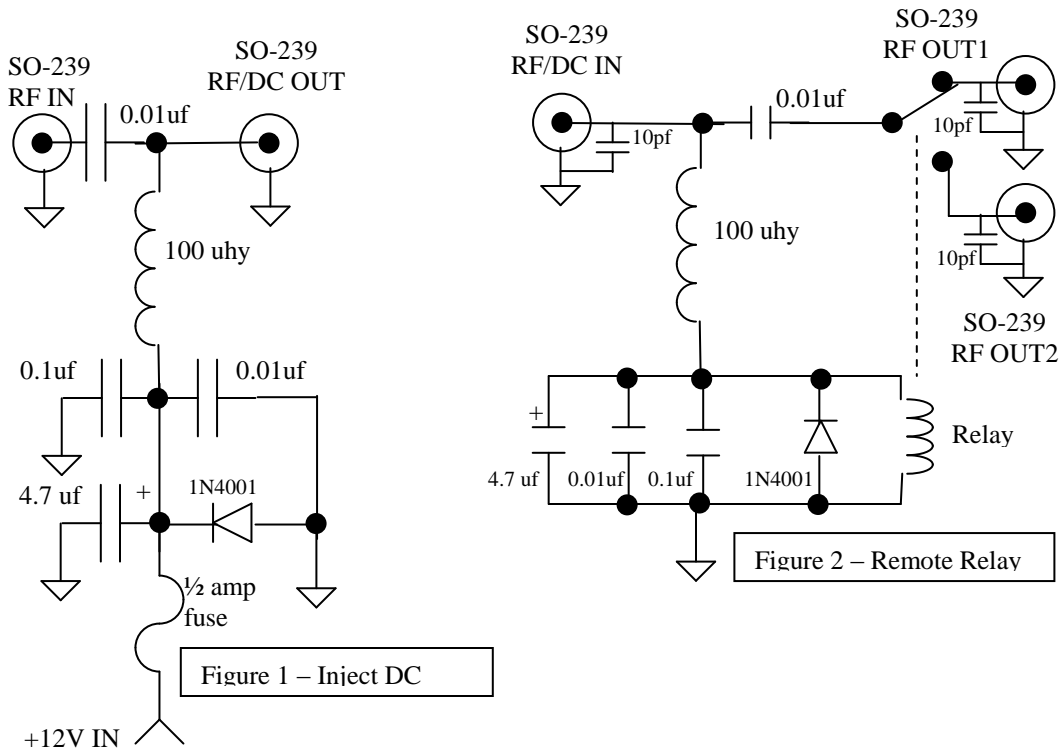 SO-239
RF IN
SO-239
RF/DC OUT
0.01uf
100 uhy
0.1uf
0.01uf
4.7 uf
+
1N4001
½ amp
fuse
Figure 1 – Inject DC
+12V IN
SO-239
RF/DC IN
SO-239
RF OUT1
0.01uf
10pf
10pf
100 uhy
10pf
SO-239
RF OUT2
+
Relay
4.7 uf
0.01uf
0.1uf
1N4001
Figure 2 – Remote Relay